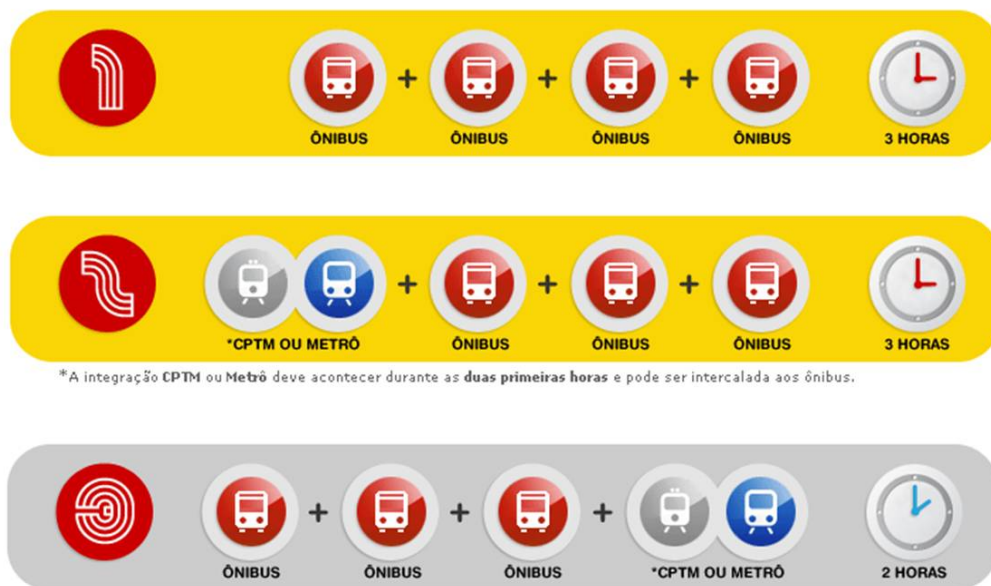 ÔNIBUS + ÔNIBUS + ÔNIBUS + ÔNIBUS 3 HORAS
*CPTM OU METRÔ + ÔNIBUS + ÔNIBUS + ÔNIBUS 3 HORAS
*A integração CPTM ou Metrô deve acontecer durante as duas primeiras horas e pode ser intercalada aos ônibus.
ÔNIBUS + ÔNIBUS + ÔNIBUS + *CPTM OU METRÔ 2 HORAS